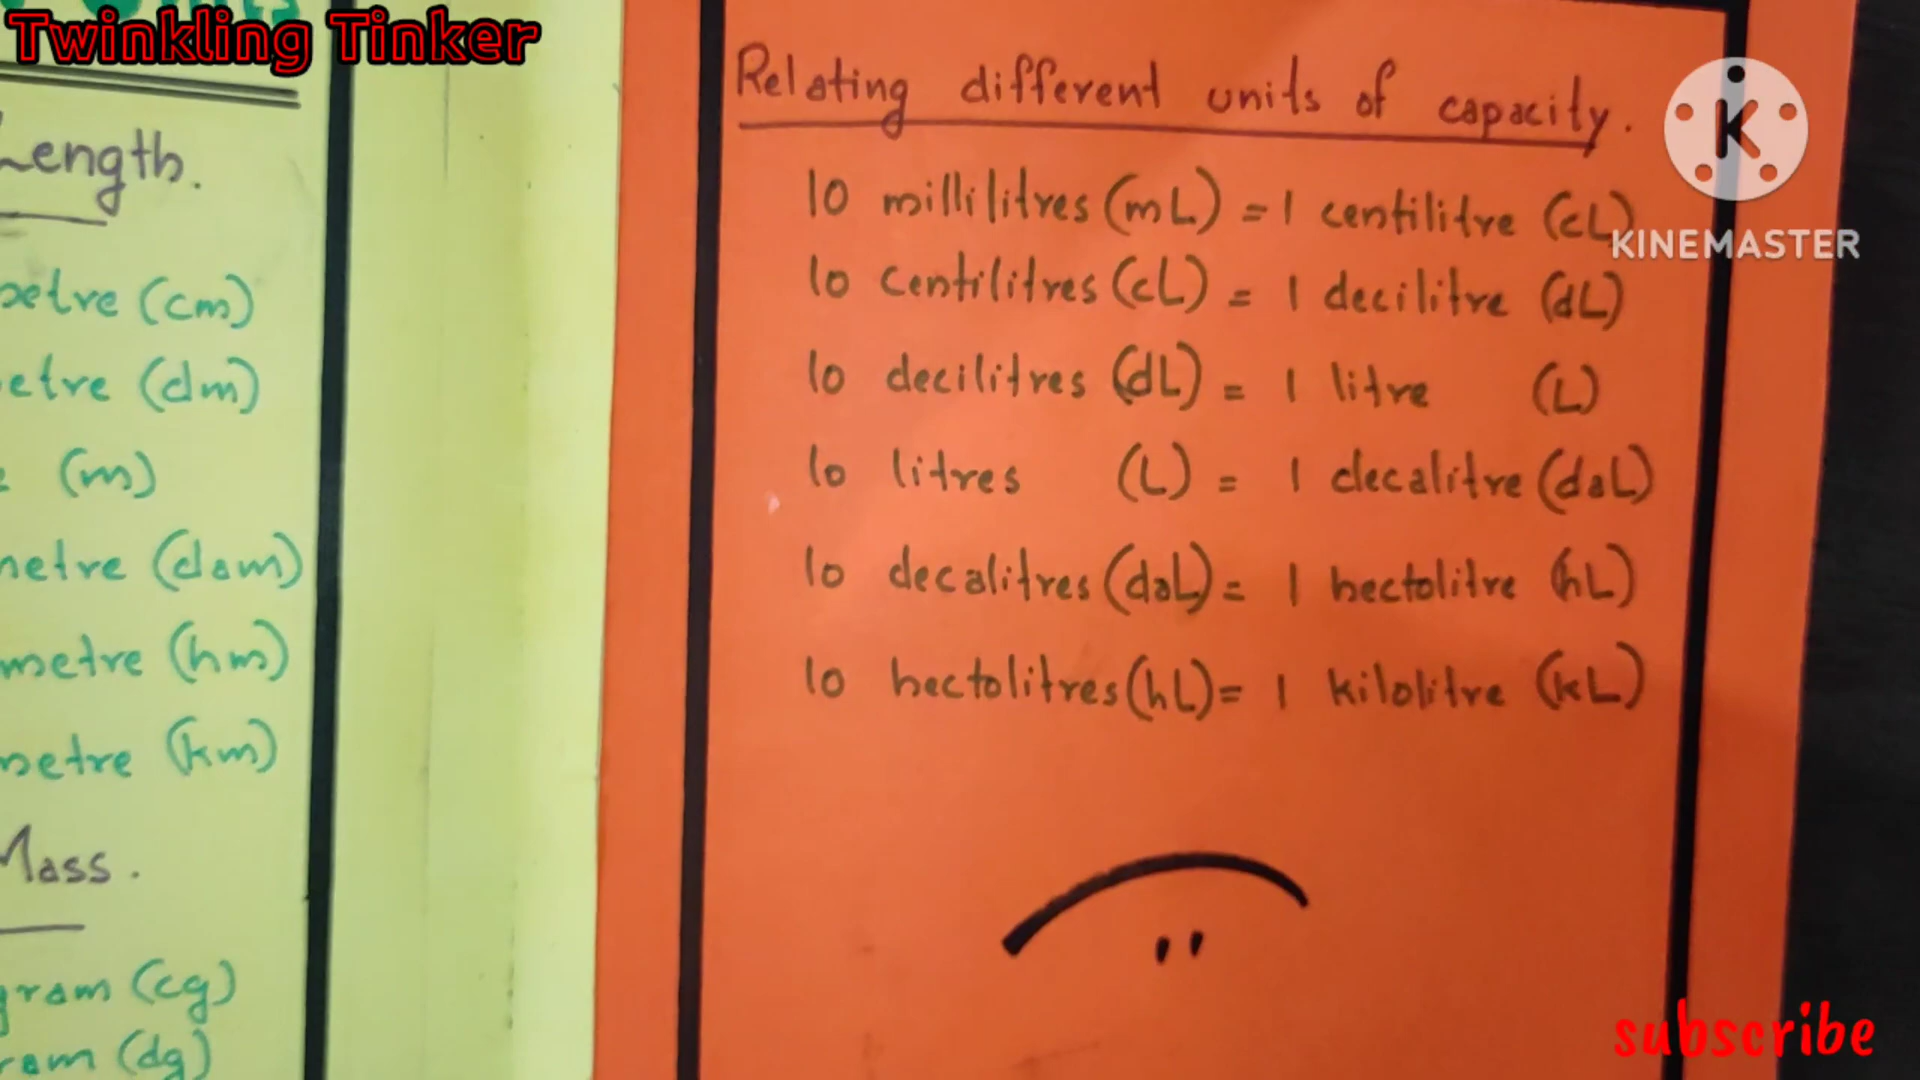 Twinkling Tinker
Length.
etre (cm)
etre (dm)
(m)
etre (dam)
metre (hm)
etre (km)
Mass.
gram (cg)
ram (dg)
Relating different units of capacity.
10 millilitres (mL) = 1 centilitre (cL)
10 centilitres (cL) = 1 decilitre (dL)
10 decilitres (dL) = 1 litre (L)
10 litres (L) = 1 decalitre (daL)
10 decalitres (daL) = 1 hectolitre (hL)
10 hectolitres (hL) = 1 kilolitre (kL)
K
KINEMASTER
subscribe